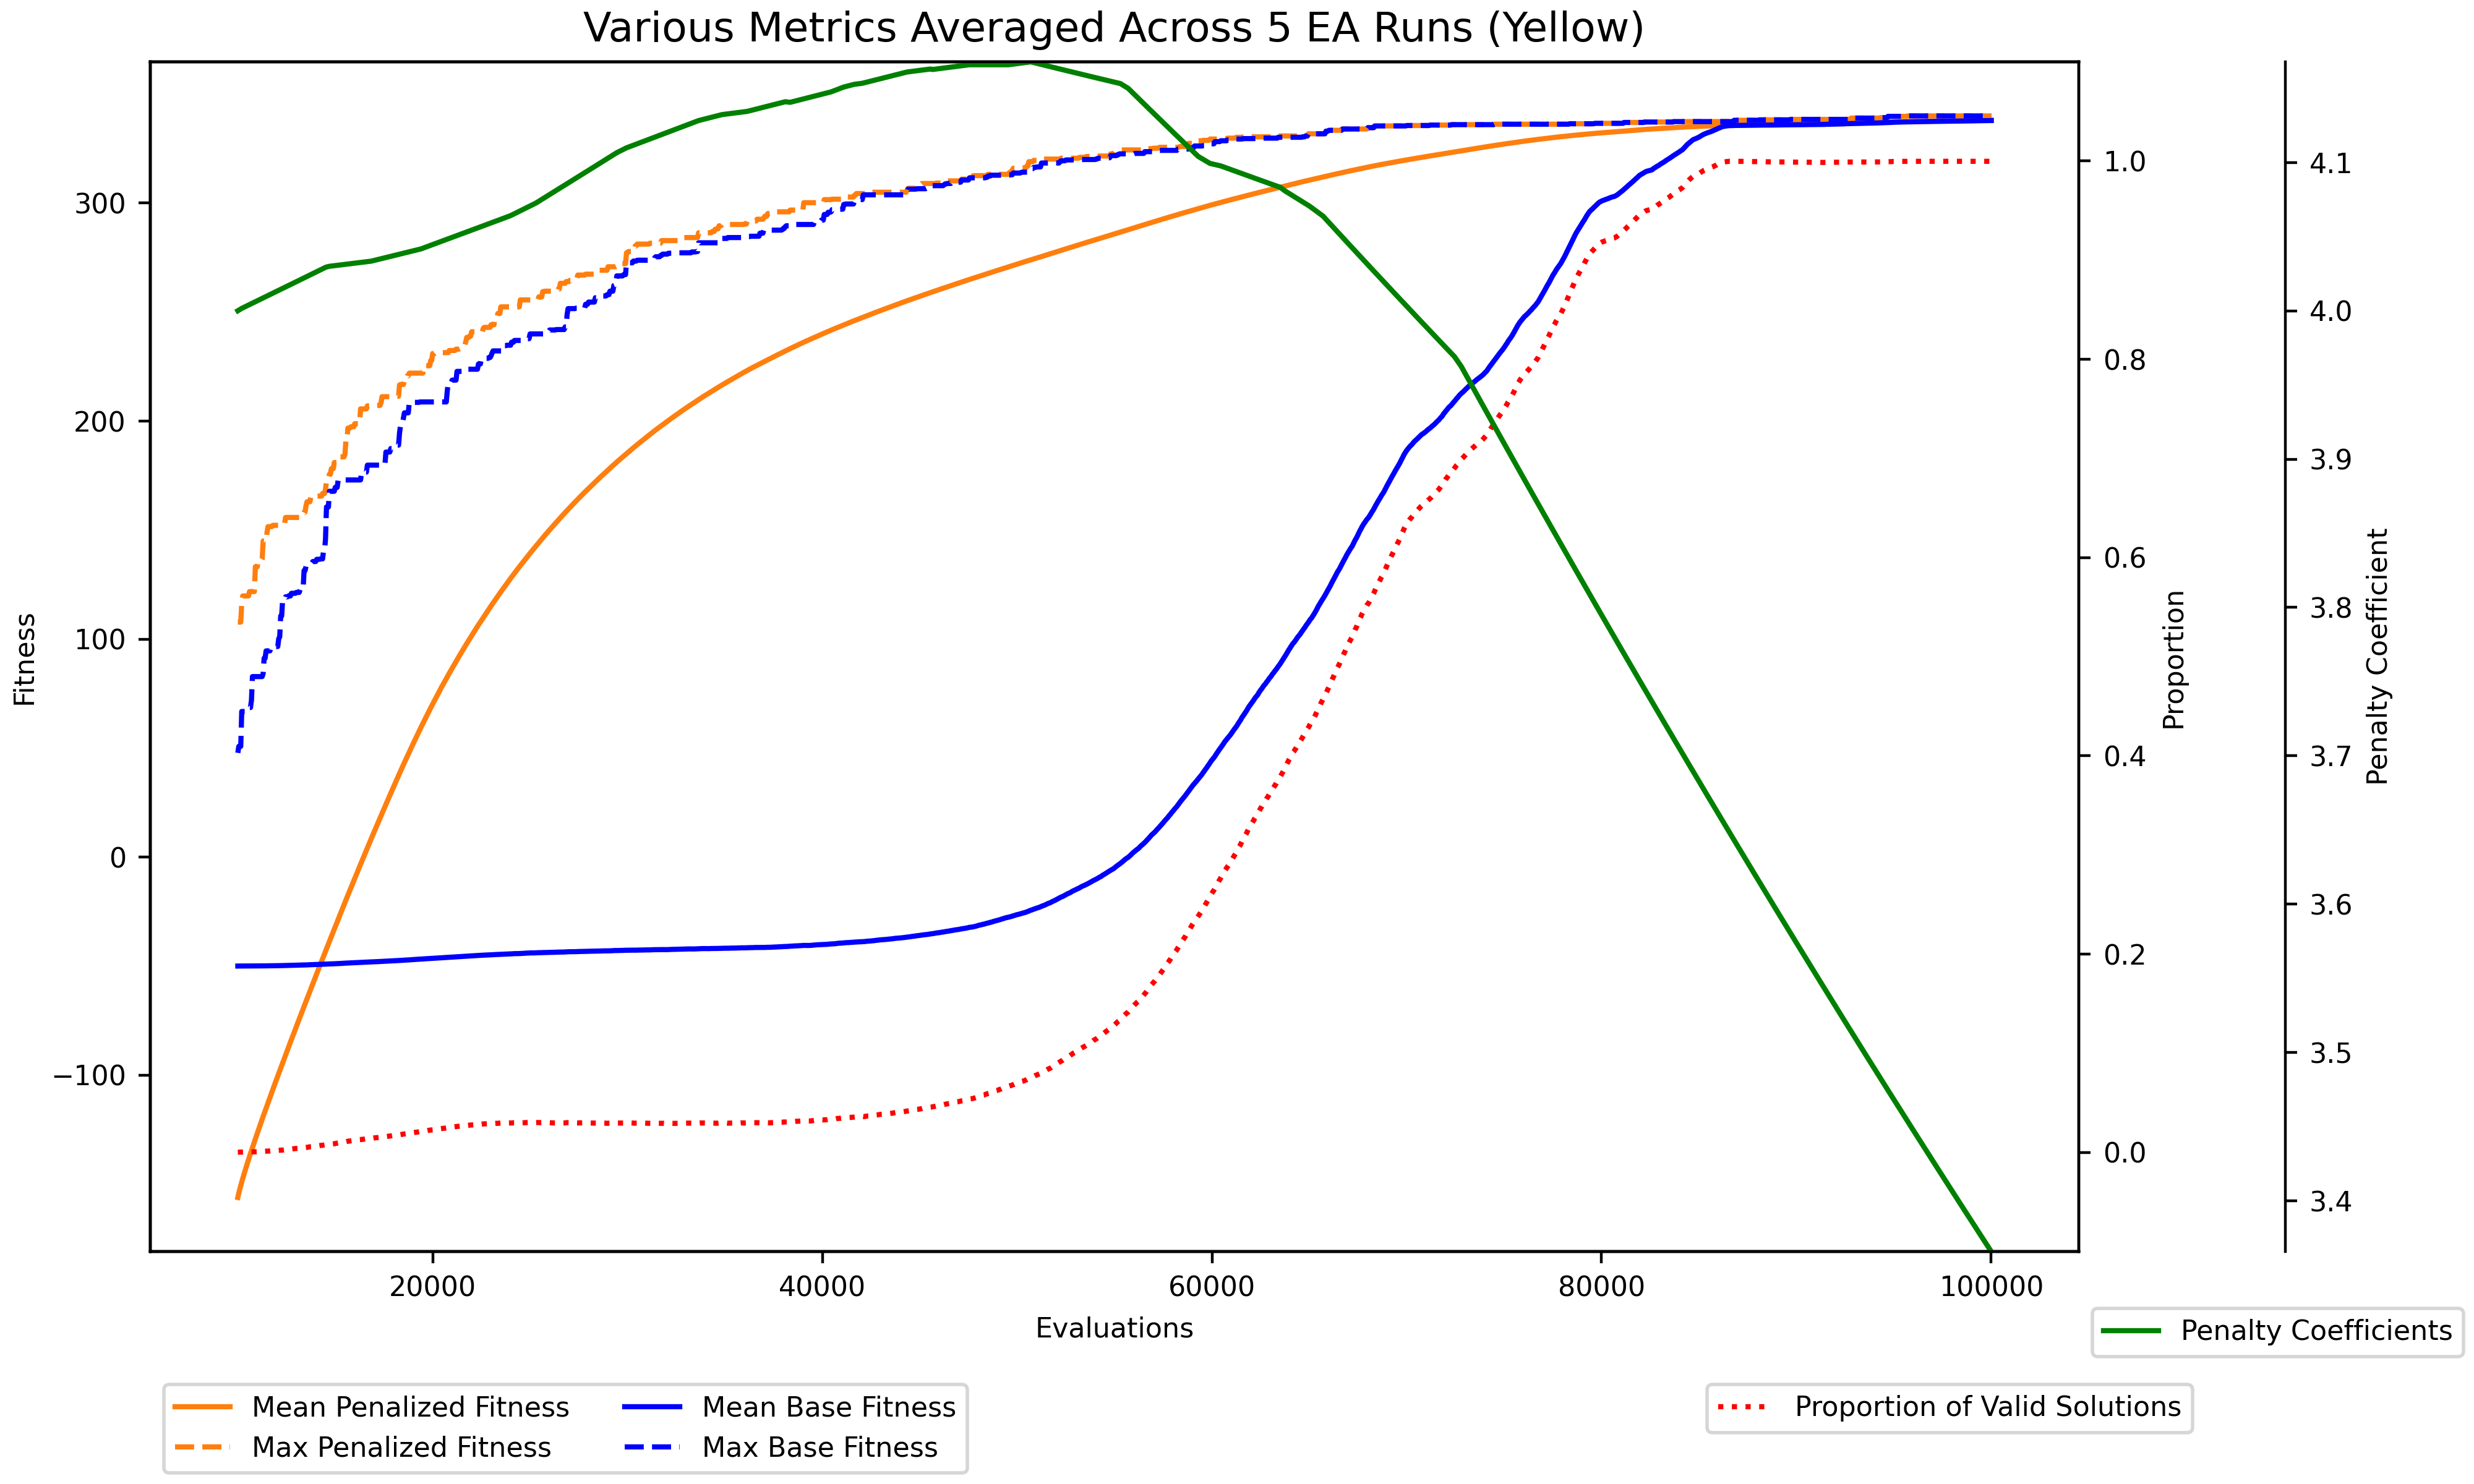 Various Metrics Averaged Across 5 EA Runs (Yellow)
Fitness
300
200
100
0
−100
20000 40000 60000 80000 100000
Evaluations
1.0
0.8
0.6
0.4
0.2
0.0
Proportion
4.1
4.0
3.9
3.8
3.7
3.6
3.5
3.4
Penalty Coefficient
Penalty Coefficients
Mean Penalized Fitness Mean Base Fitness
Max Penalized Fitness Max Base Fitness
Proportion of Valid Solutions